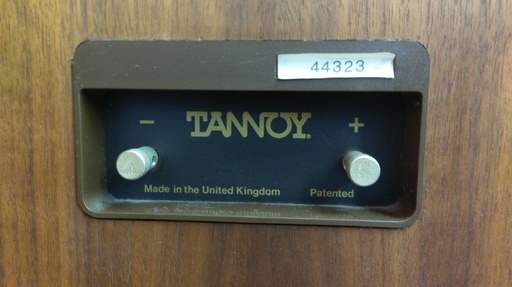 44323
− TANNOY® +
Made in the United Kingdom Patented